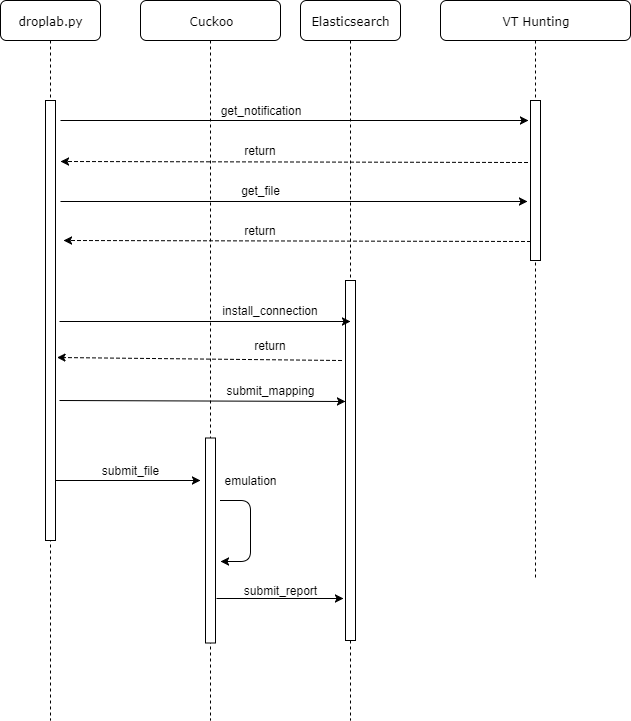 droplab.py
Cuckoo
Elasticsearch
VT Hunting
get_notification
return
get_file
return
install_connection
return
submit_mapping
submit_file
emulation
submit_report